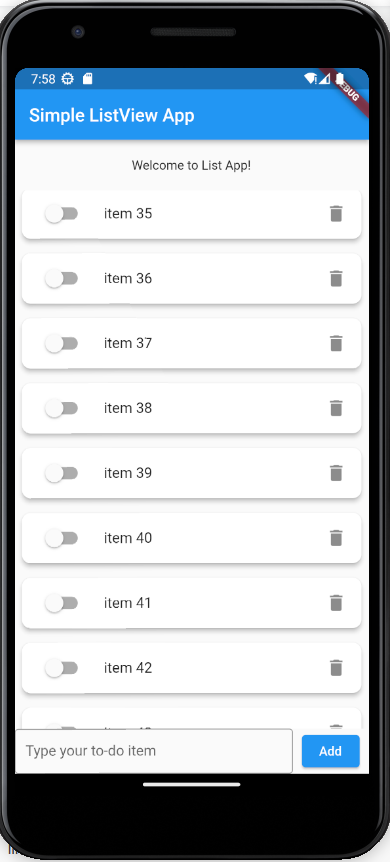 7:58
DEBUG
Simple ListView App
Welcome to List App!
item 35
item 36
item 37
item 38
item 39
item 40
item 41
item 42
Type your to-do item
Add